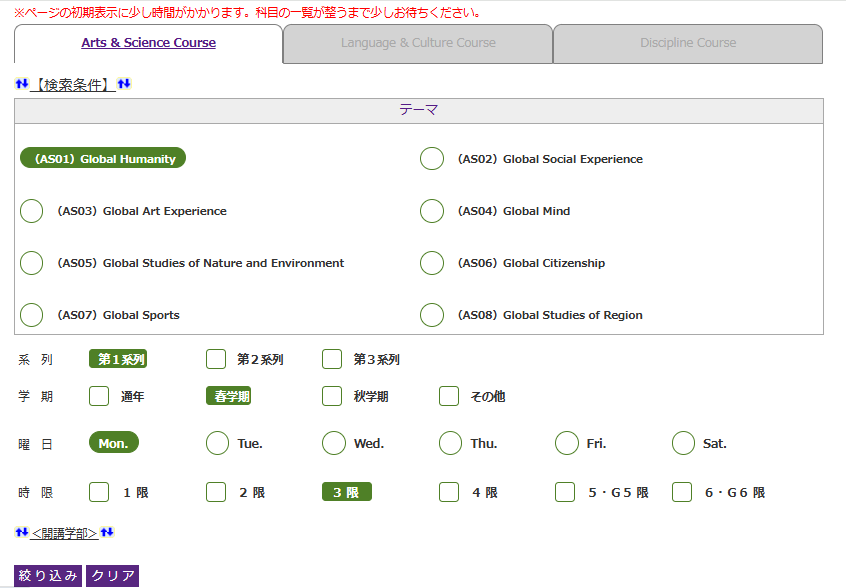 ※ページの初期表示に少し時間がかかります。科目の一覧が整うまで少しお待ちください。
Arts & Science Course Language & Culture Course Discipline Course
【検索条件】
テーマ
（AS01）Global Humanity （AS02）Global Social Experience
（AS03）Global Art Experience （AS04）Global Mind
（AS05）Global Studies of Nature and Environment （AS06）Global Citizenship
（AS07）Global Sports （AS08）Global Studies of Region
系 列 第１系列 第２系列 第３系列
学 期 通年 春学期 秋学期 その他
曜 日 Mon. Tue. Wed. Thu. Fri. Sat.
時 限 １限 ２限 ３限 ４限 ５・Ｇ５限 ６・Ｇ６限
＜開講学部＞
絞り込み クリア